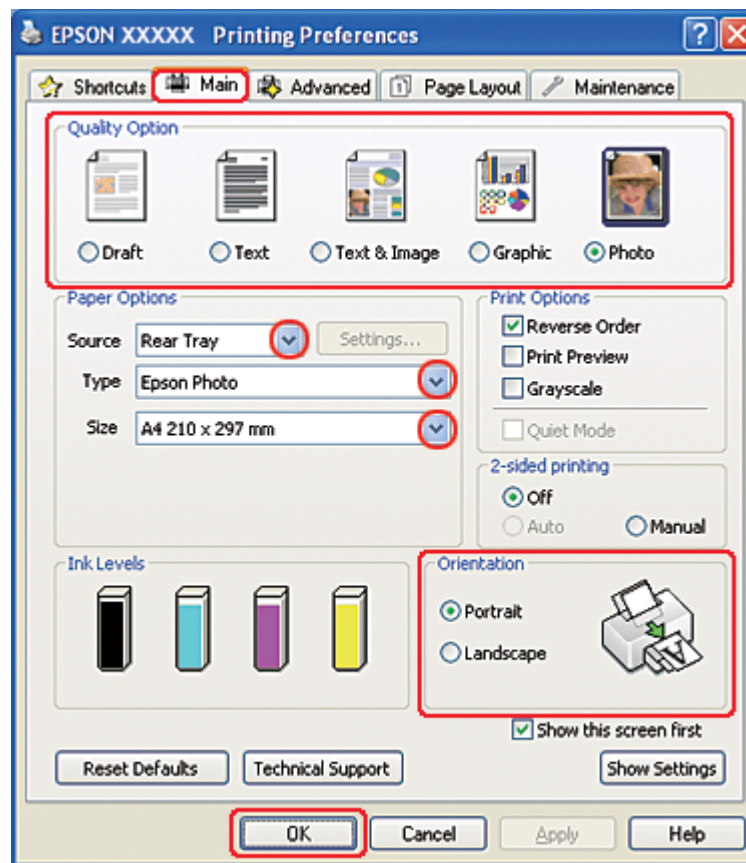 EPSON XXXXX Printing Preferences
Shortcuts Main Advanced Page Layout Maintenance
Quality Option
Draft Text Text & Image Graphic Photo
Paper Options
Source Rear Tray Settings...
Type Epson Photo
Size A4 210 x 297 mm
Print Options
Reverse Order
Print Preview
Grayscale
Quiet Mode
2-sided printing
Off
Auto Manual
Ink Levels
Orientation
Portrait
Landscape
Show this screen first
Reset Defaults Technical Support Show Settings
OK Cancel Apply Help